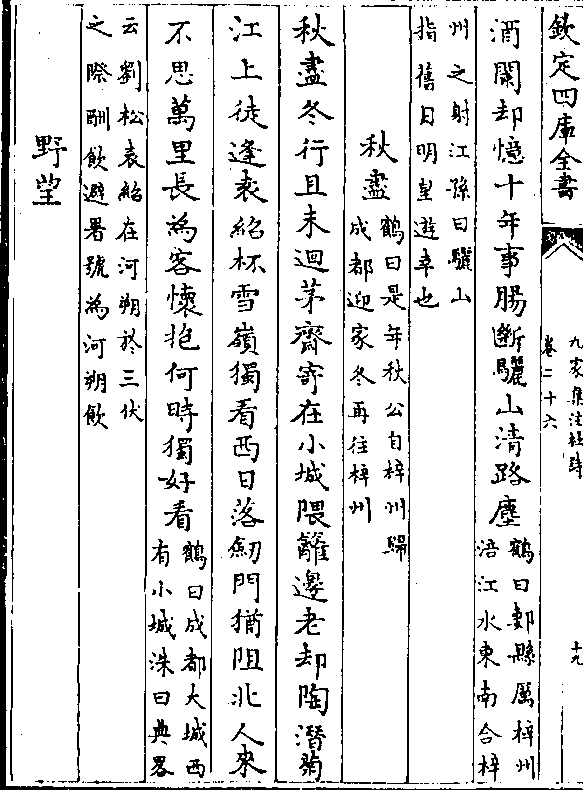 欽定四庫全書
九家集注杜詩
卷二十六
十九
酒闌却憶十年事腸斷驪山清路塵
鶴曰郪縣屬梓州
涪江水東南合梓
州之射江孫曰驪山
指舊日明皇遊幸也
秋盡
鶴曰是年秋公自梓州歸
成都迎家冬再往梓州
秋盡冬行且未迴茅齋寄在小城隈籬邊老却陶潛菊
江上徒逢袁紹杯雪嶺獨看西日落劒門猶阻北人來
不思萬里長為客懷抱何時獨好看
鶴曰成都大城西
有小城洙曰典畧
云劉松袁紹在河朔於三伏
之際酣飲避暑號為河朔飲
野望